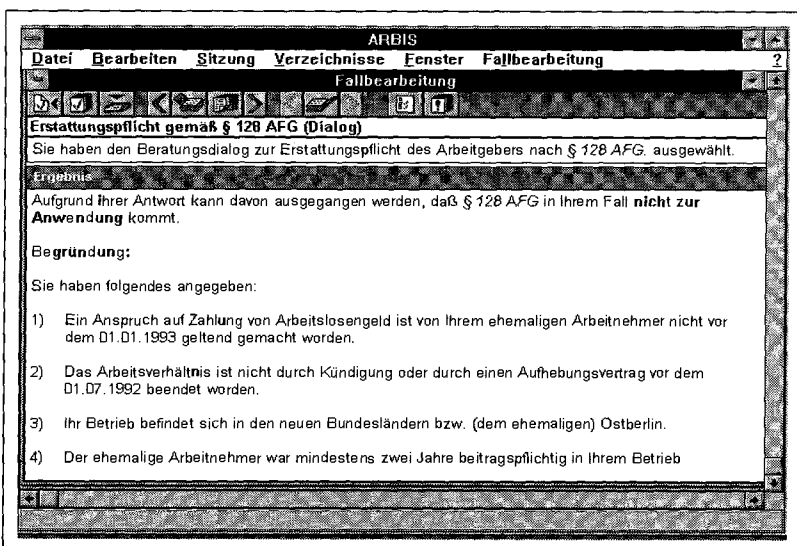 ARBIS
Datei Bearbeiten Sitzung Verzeichnisse Fenster Fallbearbeitung ?
Fallbearbeitung
Erstattungspflicht gemäß § 128 AFG (Dialog)
Sie haben den Beratungsdialog zur Erstattungspflicht des Arbeitgebers nach § 128 AFG. ausgewählt.
Ergebnis
Aufgrund ihrer Antwort kann davon ausgegangen werden, daß § 128 AFG in Ihrem Fall nicht zur
Anwendung kommt.
Begründung:
Sie haben folgendes angegeben:
1) Ein Anspruch auf Zahlung von Arbeitslosengeld ist von Ihrem ehemaligen Arbeitnehmer nicht vor
dem 01.01.1993 geltend gemacht worden.
2) Das Arbeitsverhältnis ist nicht durch Kündigung oder durch einen Aufhebungsvertrag vor dem
01.07.1992 beendet worden.
3) Ihr Betrieb befindet sich in den neuen Bundesländern bzw. (dem ehemaligen) Ostberlin.
4) Der ehemalige Arbeitnehmer war mindestens zwei Jahre beitragspflichtig in Ihrem Betrieb